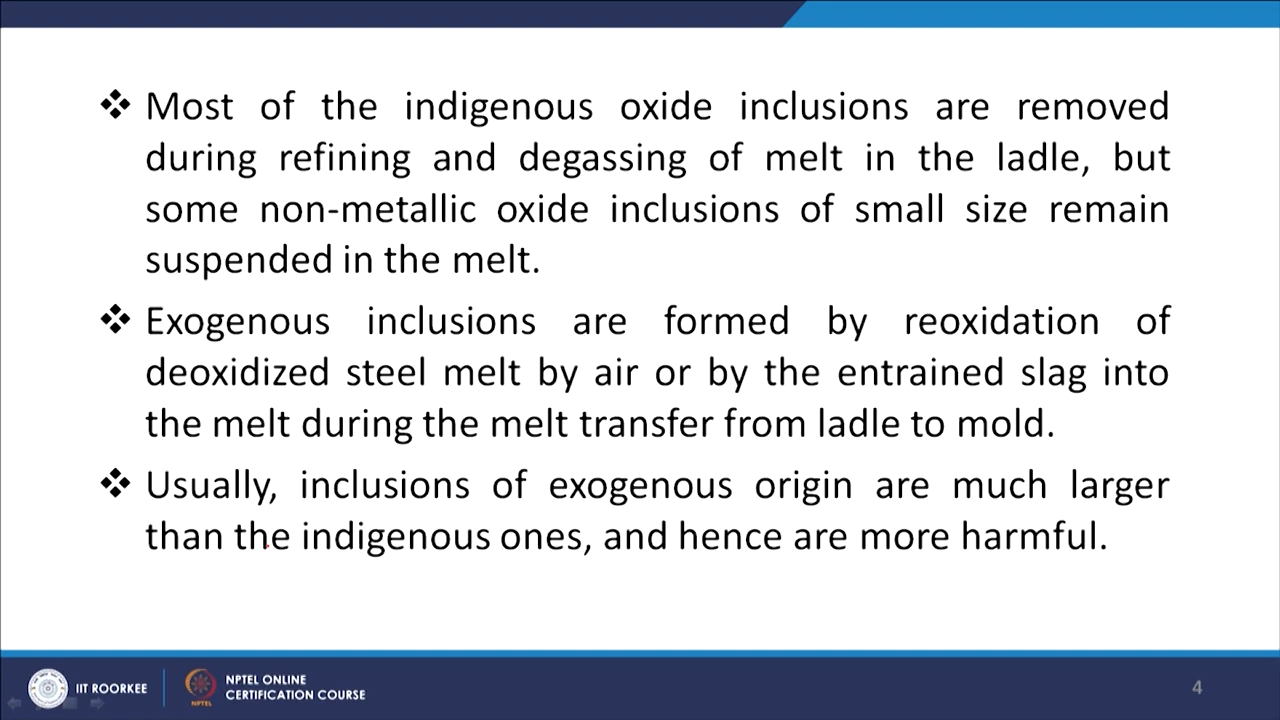 ❖ Most of the indigenous oxide inclusions are removed
during refining and degassing of melt in the ladle, but
some non-metallic oxide inclusions of small size remain
suspended in the melt.
❖ Exogenous inclusions are formed by reoxidation of
deoxidized steel melt by air or by the entrained slag into
the melt during the melt transfer from ladle to mold.
❖ Usually, inclusions of exogenous origin are much larger
than the indigenous ones, and hence are more harmful.
IIT ROORKEE
NPTEL
NPTEL ONLINE
CERTIFICATION COURSE
4